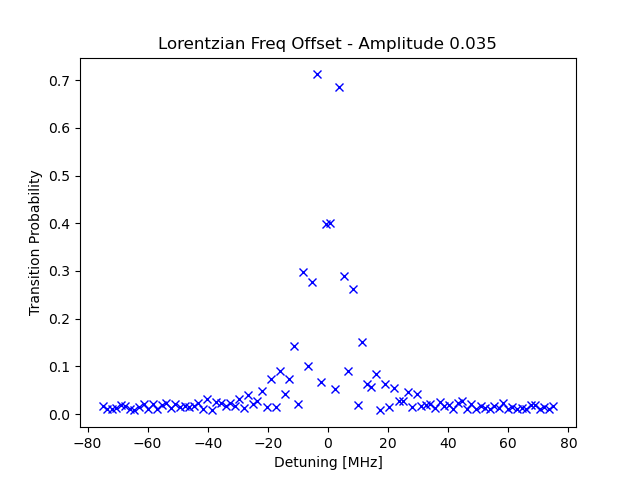 Lorentzian Freq Offset - Amplitude 0.035
0.7
0.6
0.5
0.4
0.3
0.2
0.1
0.0
Transition Probability
−80 −60 −40 −20 0 20 40 60 80
Detuning [MHz]